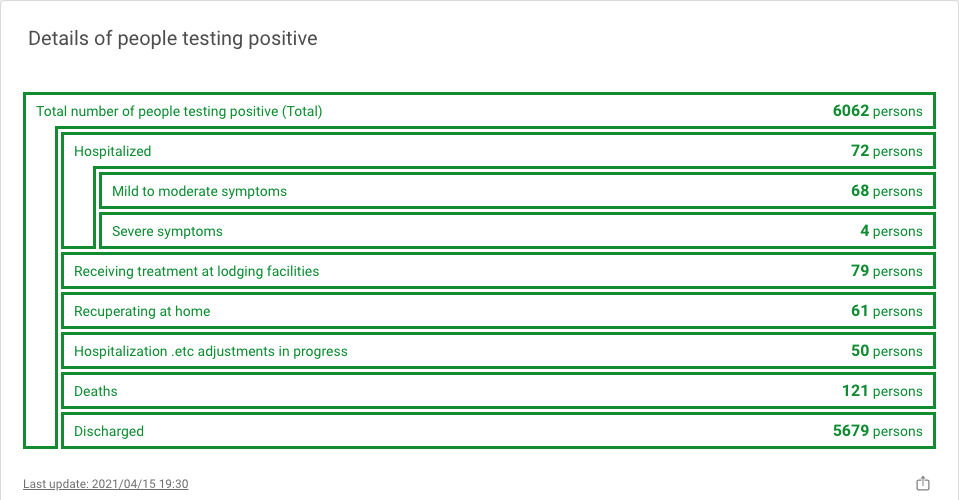 Details of people testing positive
Total number of people testing positive (Total) 6062 persons
Hospitalized 72 persons
Mild to moderate symptoms 68 persons
Severe symptoms 4 persons
Receiving treatment at lodging facilities 79 persons
Recuperating at home 61 persons
Hospitalization .etc adjustments in progress 50 persons
Deaths 121 persons
Discharged 5679 persons
Last update: 2021/04/15 19:30